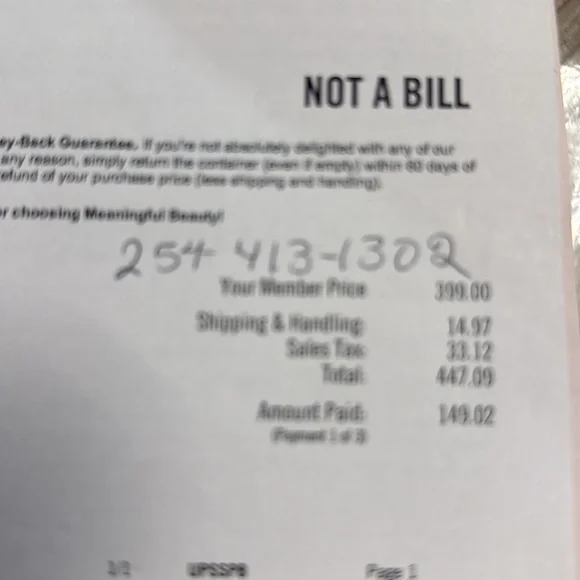 NOT A BILL
ey-Back Guarantee. If you're not absolutely delighted with any of our
any reason, simply return the container (even if empty) within 60 days of
efund of your purchase price (less shipping and handling).
or choosing Meaningful Beauty!
254 413-1302
Your Member Price 399.00
Shipping & Handling: 14.97
Sales Tax: 33.12
Total: 447.09
Amount Paid: 149.02
(Payment 1 of 3)
UPSSPB
Page 1